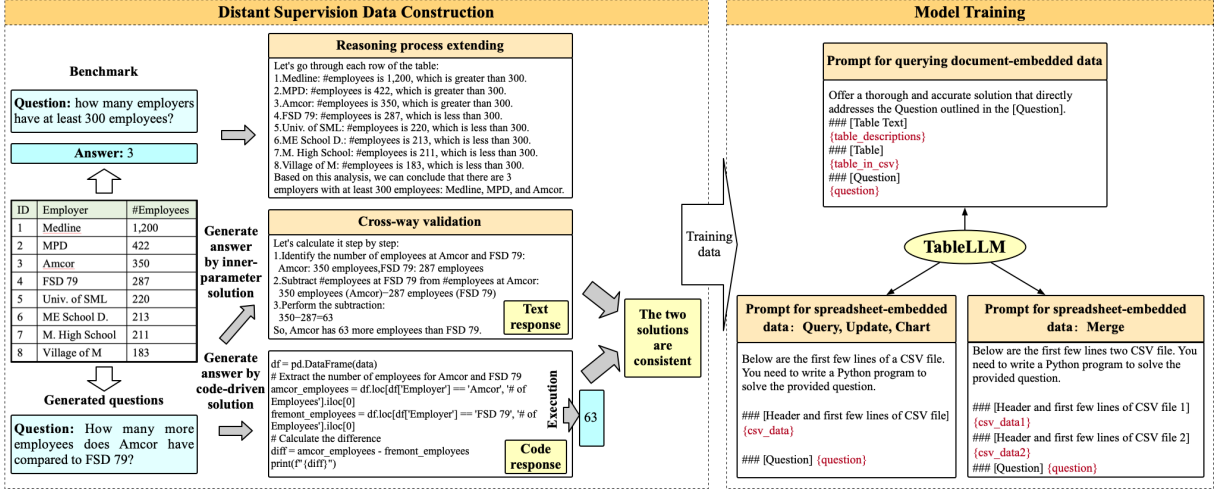 Distant Supervision Data Construction
Benchmark
Question: how many employers
have at least 300 employees?
Answer: 3
ID Employer #Employees
1 Medline 1,200
2 MPD 422
3 Amcor 350
4 FSD 79 287
5 Univ. of SML 220
6 ME School D. 213
7 M. High School 211
8 Village of M 183
Generated questions
Question: How many more
employees does Amcor have
compared to FSD 79?
Generate
answer
by inner-
parameter
solution
Generate
answer by
code-driven
solution
Reasoning process extending
Let's go through each row of the table:
1.Medline: #employees is 1,200, which is greater than 300.
2.MPD: #employees is 422, which is greater than 300.
3.Amcor: #employees is 350, which is greater than 300.
4.FSD 79: #employees is 287, which is less than 300.
5.Univ. of SML: #employees is 220, which is less than 300.
6.ME School D.: #employees is 213, which is less than 300.
7.M. High School: #employees is 211, which is less than 300.
8.Village of M: #employees is 183, which is less than 300.
Based on this analysis, we can conclude that there are 3
employers with at least 300 employees: Medline, MPD, and Amcor.
Cross-way validation
Let's calculate it step by step:
1.Identify the number of employees at Amcor and FSD 79:
Amcor: 350 employees,FSD 79: 287 employees
2.Subtract #employees at FSD 79 from #employees at Amcor:
350 employees (Amcor)−287 employees (FSD 79)
3.Perform the subtraction:
350−287=63
So, Amcor has 63 more employees than FSD 79.
Text
response
df = pd.DataFrame(data)
# Extract the number of employees for Amcor and FSD 79
amcor_employees = df.loc[df['Employer'] == 'Amcor', '# of
Employees'].iloc[0]
fremont_employees = df.loc[df['Employer'] == 'FSD 79', '# of
Employees'].iloc[0]
# Calculate the difference
diff = amcor_employees - fremont_employees
print(f"{diff}")
Code
response
Execution
63
The two
solutions
are
consistent
Training
data
Model Training
Prompt for querying document-embedded data
Offer a thorough and accurate solution that directly
addresses the Question outlined in the [Question].
### [Table Text]
{table_descriptions}
### [Table]
{table_in_csv}
### [Question]
{question}
TableLLM
Prompt for spreadsheet-embedded
data: Query, Update, Chart
Below are the first few lines of a CSV file.
You need to write a Python program to
solve the provided question.
### [Header and first few lines of CSV file]
{csv_data}
### [Question] {question}
Prompt for spreadsheet-embedded
data: Merge
Below are the first few lines two CSV file. You
need to write a Python program to solve the
provided question.
### [Header and first few lines of CSV file 1]
{csv_data1}
### [Header and first few lines of CSV file 2]
{csv_data2}
### [Question] {question}